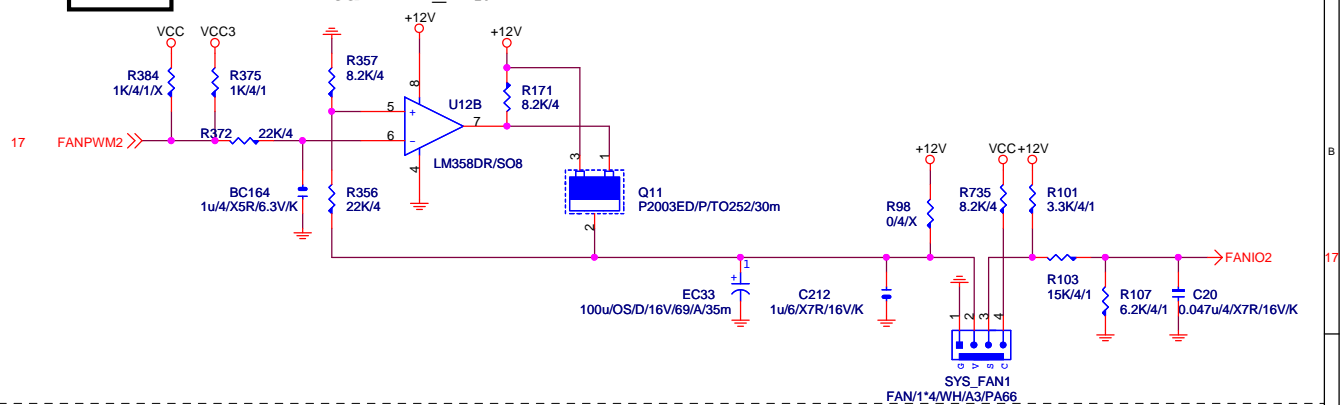 +12V
VCC
VCC3
+12V
R384
1K/4/1/X
R375
1K/4/1
R357
8.2K/4
8
U12B
R171
8.2K/4
5
+
7
17
FANPWM2
R372
22K/4
6
-
4
LM358DR/SO8
3
1
+12V
VCC
+12V
B
BC164
1u/4/X5R/6.3V/K
R356
22K/4
Q11
P2003ED/P/TO252/30m
2
R98
0/4/X
R735
8.2K/4
R101
3.3K/4/1
FANIO2
17
+
1
EC33
100u/OS/D/16V/69/A/35m
C212
1u/6/X7R/16V/K
R103
15K/4/1
R107
6.2K/4/1
C20
0.047u/4/X7R/16V/K
1
2
3
4
G
V
S
C
SYS_FAN1
FAN/1*4/WH/A3/PA66